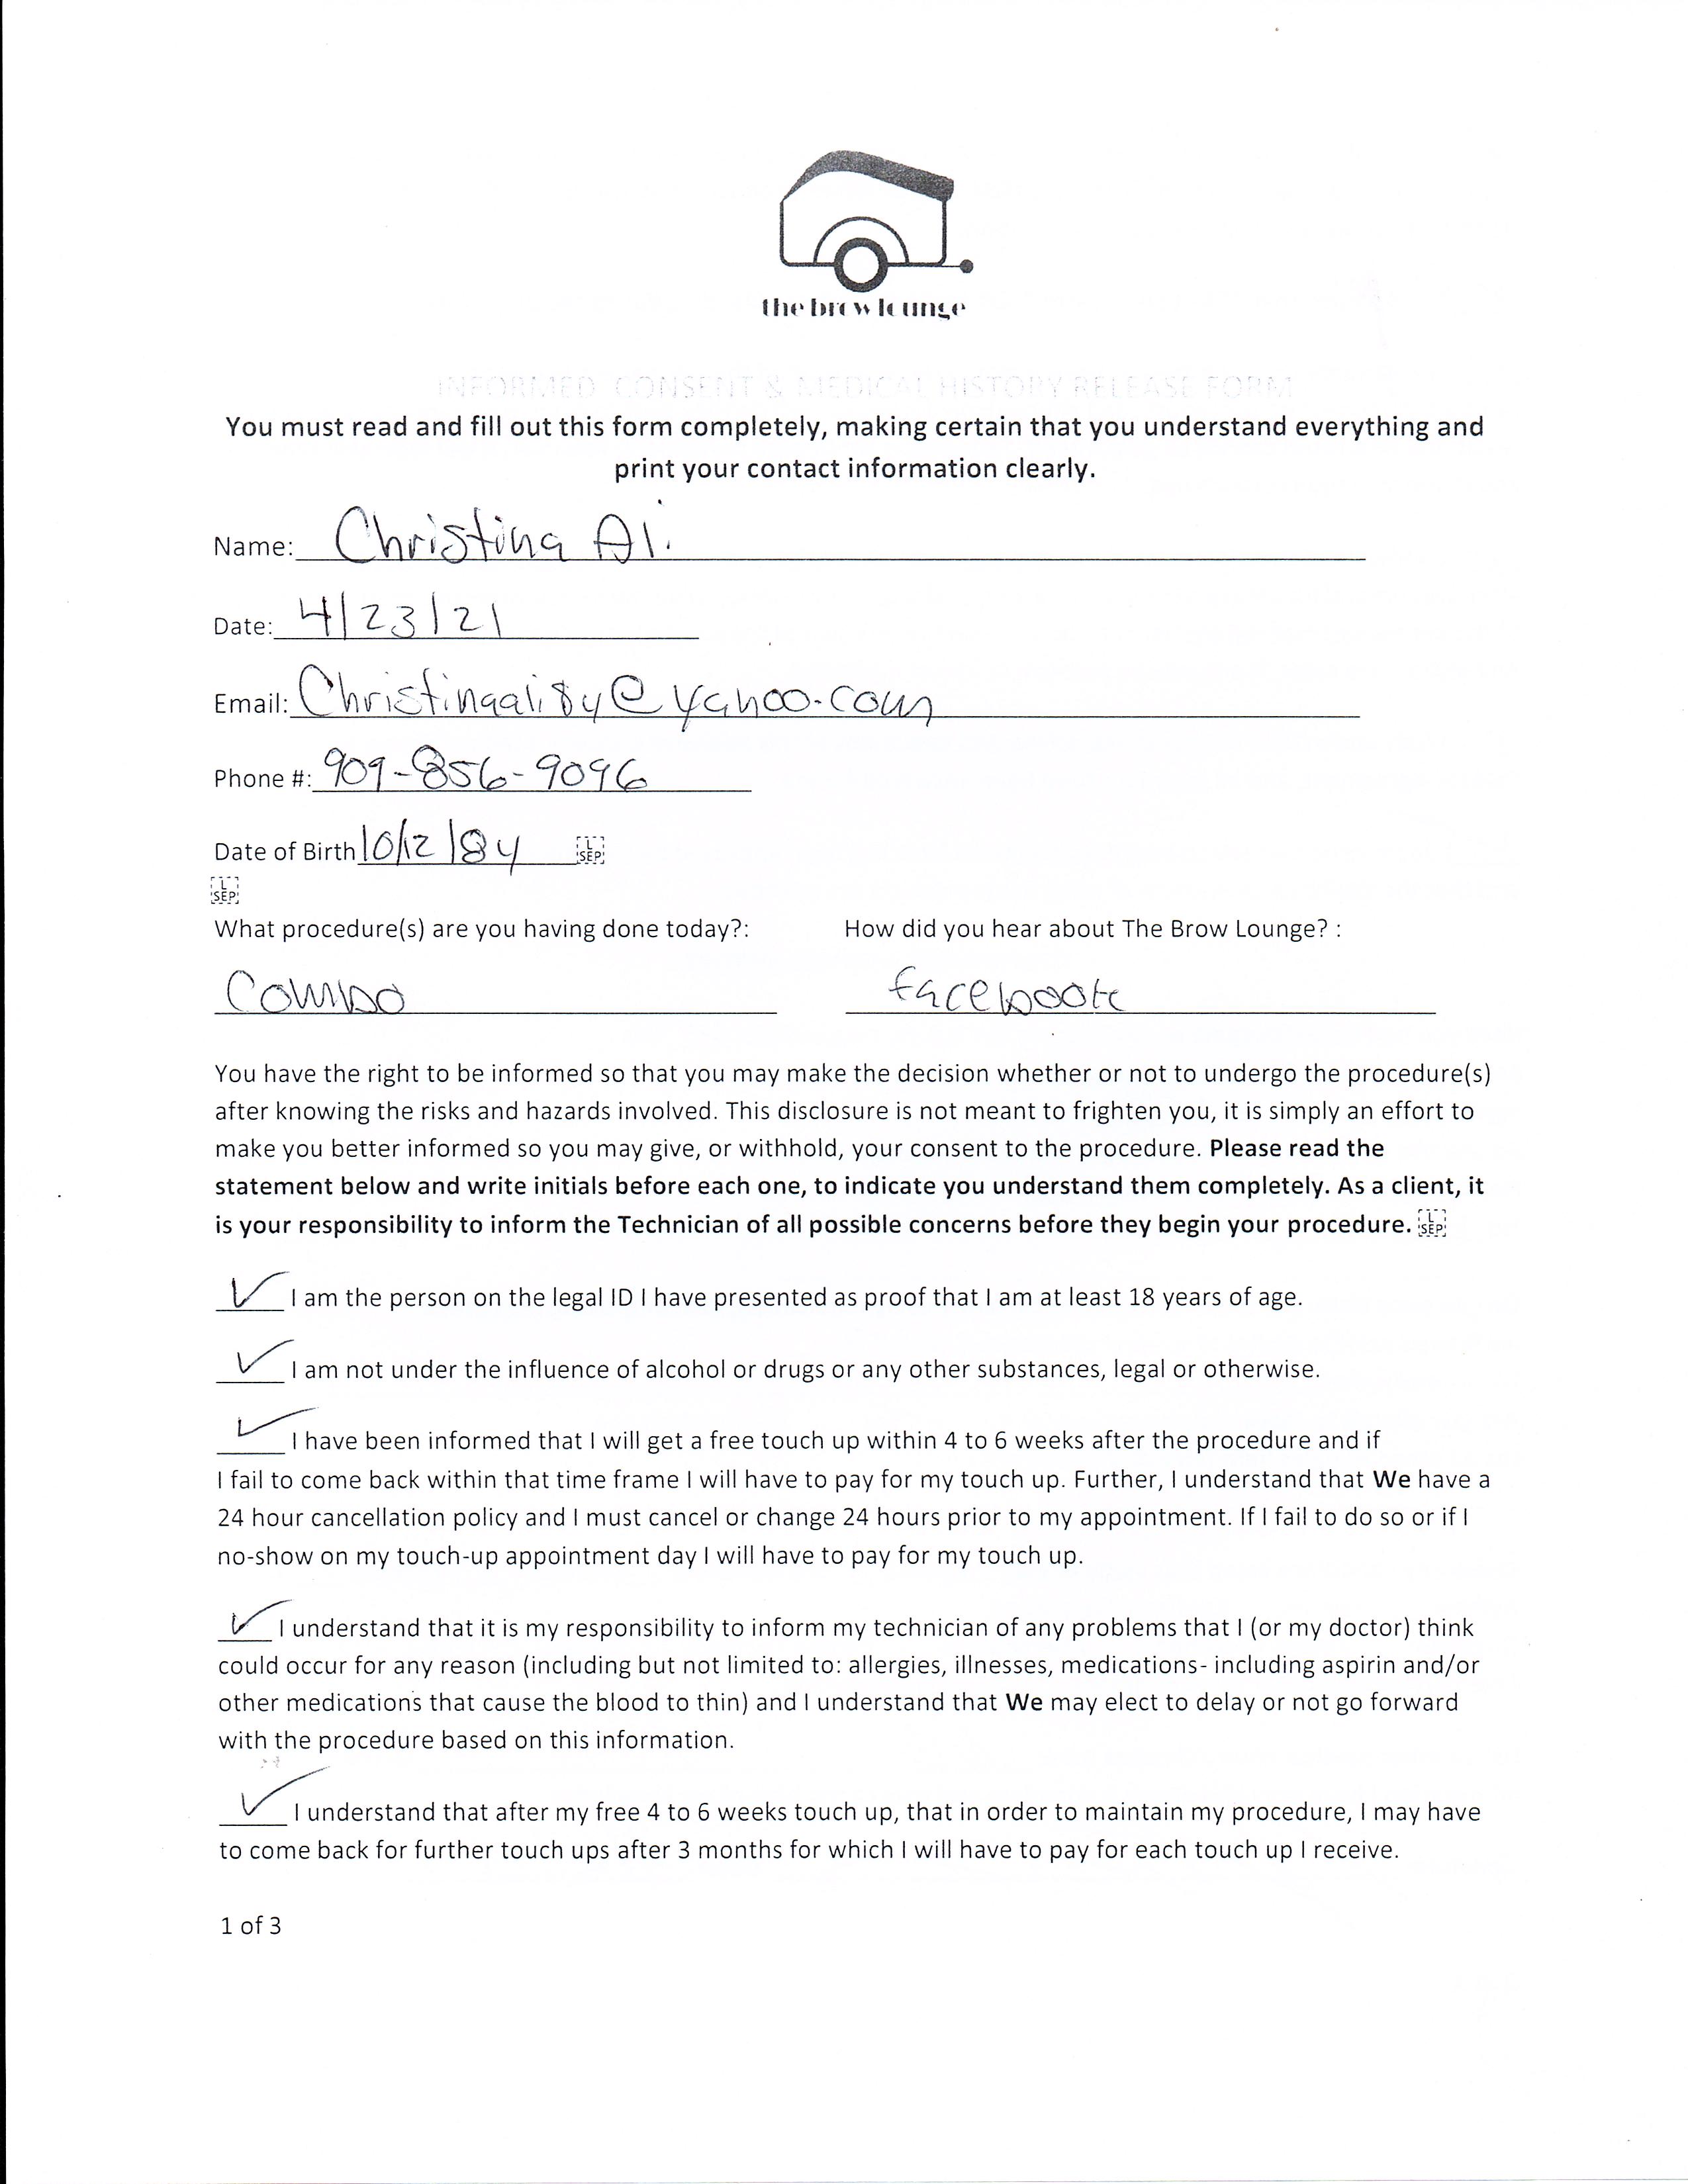 the brow lounge
INFORMED CONSENT & MEDICAL HISTORY RELEASE FORM
You must read and fill out this form completely, making certain that you understand everything and
print your contact information clearly.
Name: Christina Ali
Date: 4/23/21
Email: Christinaali84@yahoo.com
Phone #: 909-856-9096
Date of Birth 10/12/84 L SEP
L SEP
What procedure(s) are you having done today?: How did you hear about The Brow Lounge? :
Combo facebook
You have the right to be informed so that you may make the decision whether or not to undergo the procedure(s)
after knowing the risks and hazards involved. This disclosure is not meant to frighten you, it is simply an effort to
make you better informed so you may give, or withhold, your consent to the procedure. Please read the
statement below and write initials before each one, to indicate you understand them completely. As a client, it
is your responsibility to inform the Technician of all possible concerns before they begin your procedure. L SEP
✓ I am the person on the legal ID I have presented as proof that I am at least 18 years of age.
✓ I am not under the influence of alcohol or drugs or any other substances, legal or otherwise.
✓ I have been informed that I will get a free touch up within 4 to 6 weeks after the procedure and if
I fail to come back within that time frame I will have to pay for my touch up. Further, I understand that We have a
24 hour cancellation policy and I must cancel or change 24 hours prior to my appointment. If I fail to do so or if I
no-show on my touch-up appointment day I will have to pay for my touch up.
✓ I understand that it is my responsibility to inform my technician of any problems that I (or my doctor) think
could occur for any reason (including but not limited to: allergies, illnesses, medications- including aspirin and/or
other medications that cause the blood to thin) and I understand that We may elect to delay or not go forward
with the procedure based on this information.
✓ I understand that after my free 4 to 6 weeks touch up, that in order to maintain my procedure, I may have
to come back for further touch ups after 3 months for which I will have to pay for each touch up I receive.
1 of 3